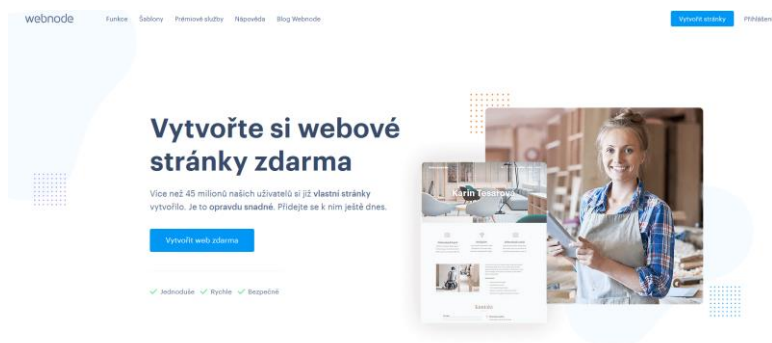 webnode
Funkce Šablony Prémiové služby Nápověda Blog Webnode
Vytvořit stránky Přihlášení
Vytvořte si webové
stránky zdarma
Více než 45 milionů našich uživatelů si již vlastní stránky
vytvořilo. Je to opravdu snadné. Přidejte se k nim ještě dnes.
Vytvořit web zdarma
Jednoduše Rychle Bezpečně
Karin Tesařová